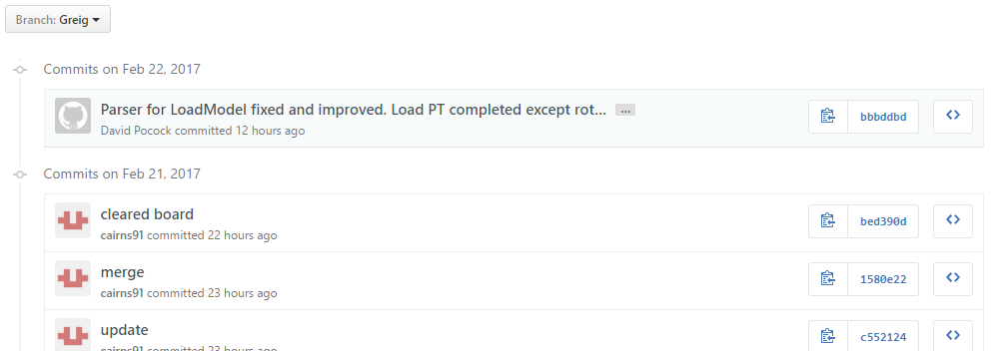 Branch: Greig
Commits on Feb 22, 2017
Parser for LoadModel fixed and improved. Load PT completed except rot... ...
David Pocock committed 12 hours ago
bbbddbd
Commits on Feb 21, 2017
cleared board
cairns91 committed 22 hours ago
bed390d
merge
cairns91 committed 23 hours ago
1580e22
update
cairns91 committed 23 hours ago
c552124